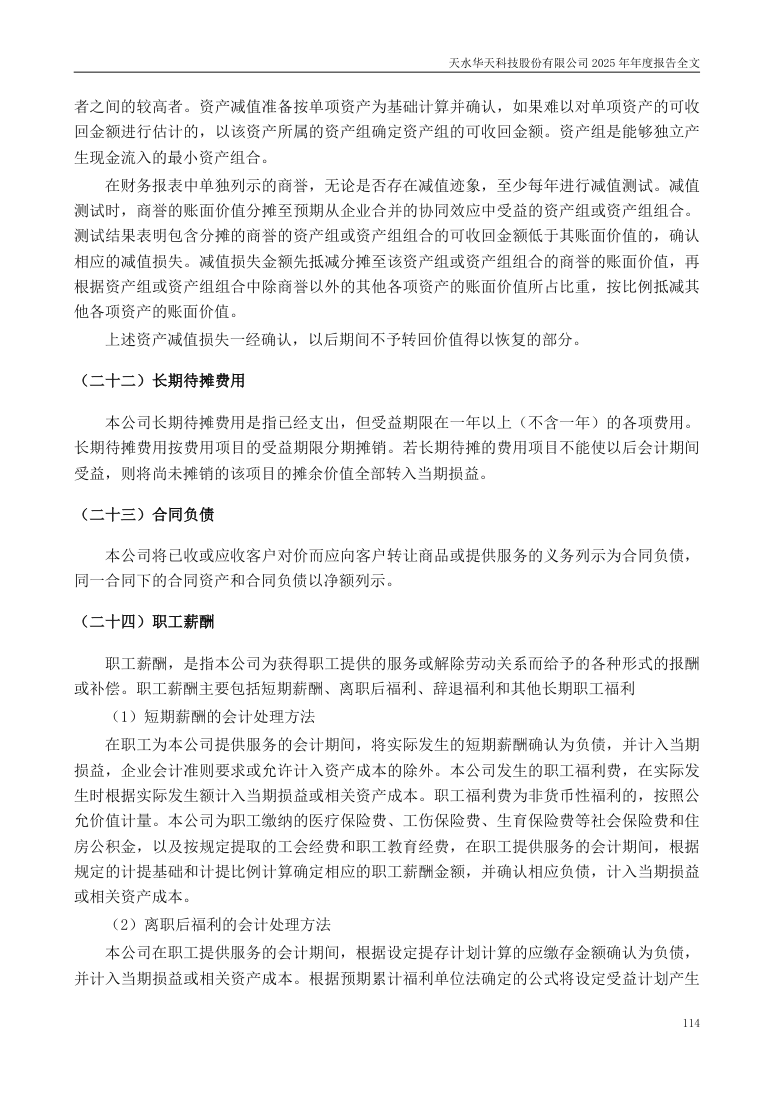 天水华天科技股份有限公司 2025 年年度报告全文
者之间的较高者。资产减值准备按单项资产为基础计算并确认，如果难以对单项资产的可收
回金额进行估计的，以该资产所属的资产组确定资产组的可收回金额。资产组是能够独立产
生现金流入的最小资产组合。
在财务报表中单独列示的商誉，无论是否存在减值迹象，至少每年进行减值测试。减值
测试时，商誉的账面价值分摊至预期从企业合并的协同效应中受益的资产组或资产组组合。
测试结果表明包含分摊的商誉的资产组或资产组组合的可收回金额低于其账面价值的，确认
相应的减值损失。减值损失金额先抵减分摊至该资产组或资产组组合的商誉的账面价值，再
根据资产组或资产组组合中除商誉以外的其他各项资产的账面价值所占比重，按比例抵减其
他各项资产的账面价值。
上述资产减值损失一经确认，以后期间不予转回价值得以恢复的部分。
（二十二）长期待摊费用
本公司长期待摊费用是指已经支出，但受益期限在一年以上（不含一年）的各项费用。
长期待摊费用按费用项目的受益期限分期摊销。若长期待摊的费用项目不能使以后会计期间
受益，则将尚未摊销的该项目的摊余价值全部转入当期损益。
（二十三）合同负债
本公司将已收或应收客户对价而应向客户转让商品或提供服务的义务列示为合同负债，
同一合同下的合同资产和合同负债以净额列示。
（二十四）职工薪酬
职工薪酬，是指本公司为获得职工提供的服务或解除劳动关系而给予的各种形式的报酬
或补偿。职工薪酬主要包括短期薪酬、离职后福利、辞退福利和其他长期职工福利
（1）短期薪酬的会计处理方法
在职工为本公司提供服务的会计期间，将实际发生的短期薪酬确认为负债，并计入当期
损益，企业会计准则要求或允许计入资产成本的除外。本公司发生的职工福利费，在实际发
生时根据实际发生额计入当期损益或相关资产成本。职工福利费为非货币性福利的，按照公
允价值计量。本公司为职工缴纳的医疗保险费、工伤保险费、生育保险费等社会保险费和住
房公积金，以及按规定提取的工会经费和职工教育经费，在职工提供服务的会计期间，根据
规定的计提基础和计提比例计算确定相应的职工薪酬金额，并确认相应负债，计入当期损益
或相关资产成本。
（2）离职后福利的会计处理方法
本公司在职工提供服务的会计期间，根据设定提存计划计算的应缴存金额确认为负债，
并计入当期损益或相关资产成本。根据预期累计福利单位法确定的公式将设定受益计划产生
114